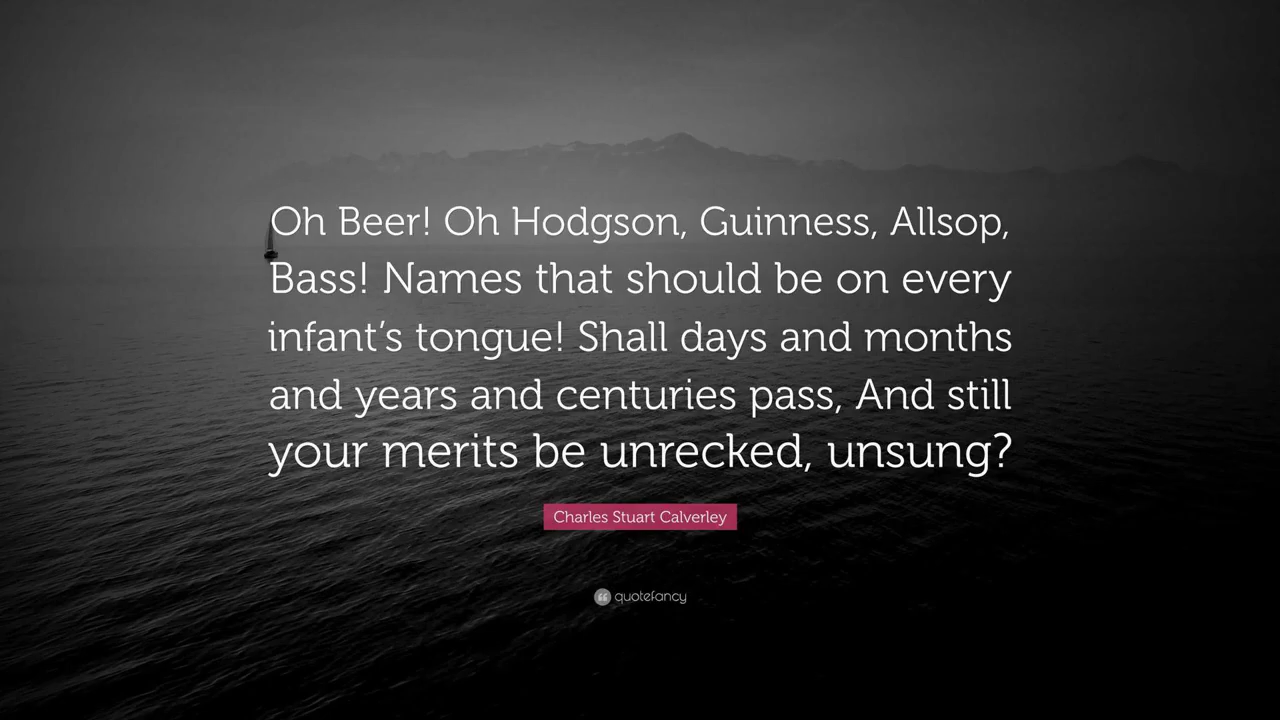 Oh Beer! Oh Hodgson, Guinness, Allsop,
Bass! Names that should be on every
infant’s tongue! Shall days and months
and years and centuries pass, And still
your merits be unrecked, unsung?
Charles Stuart Calverley
quotefancy